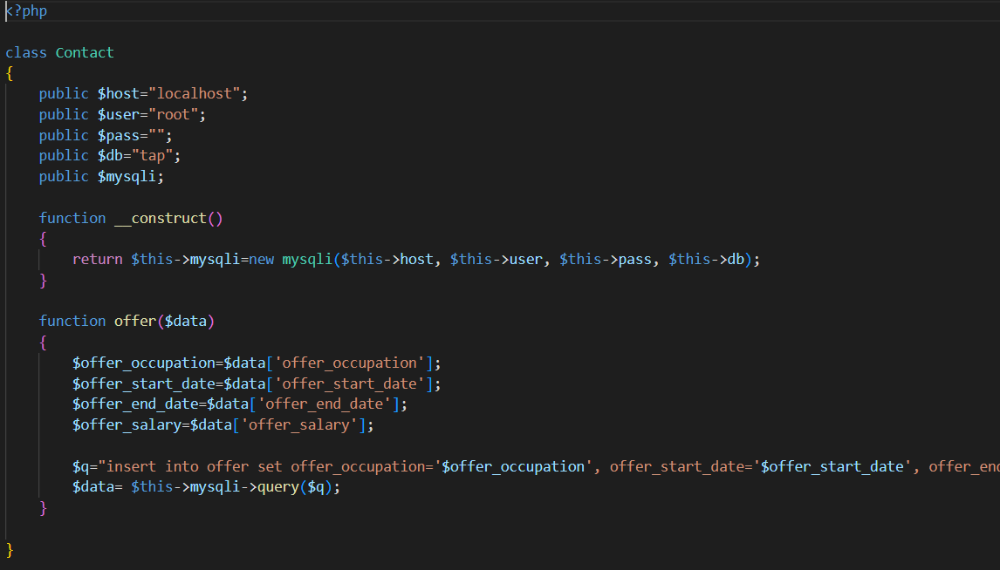 <?php
class Contact
{
    public $host="localhost";
    public $user="root";
    public $pass="";
    public $db="tap";
    public $mysqli;
    function __construct()
    {
        return $this->mysqli=new mysqli($this->host, $this->user, $this->pass, $this->db);
    }
    function offer($data)
    {
        $offer_occupation=$data['offer_occupation'];
        $offer_start_date=$data['offer_start_date'];
        $offer_end_date=$data['offer_end_date'];
        $offer_salary=$data['offer_salary'];
        $q="insert into offer set offer_occupation='$offer_occupation', offer_start_date='$offer_start_date',
        $data= $this->mysqli->query($q);
    }
}